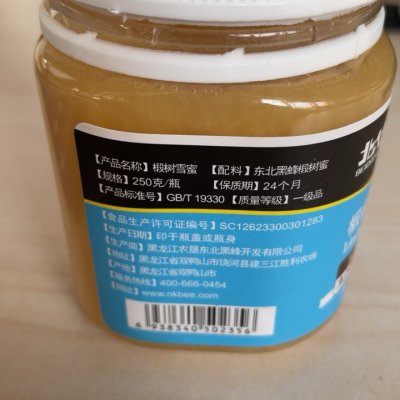 【产品名称】椴树雪蜜 【配料】东北黑蜂椴树蜜
【规格】250克/瓶 【保质期】24个月
【产品标准号】GB/T 19330 【质量等级】一级品
【食品生产许可证编号】SC12623300301283
【生产日期】印于瓶盖或瓶身
【生产商】黑龙江农垦东北黑蜂开发有限公司
【地址】黑龙江省双鸭山市饶河县建三江胜利农场
【产地】黑龙江省双鸭山市
【服务热线】400-666-0454
【网址】www.nkbee.com
6 938340 502356